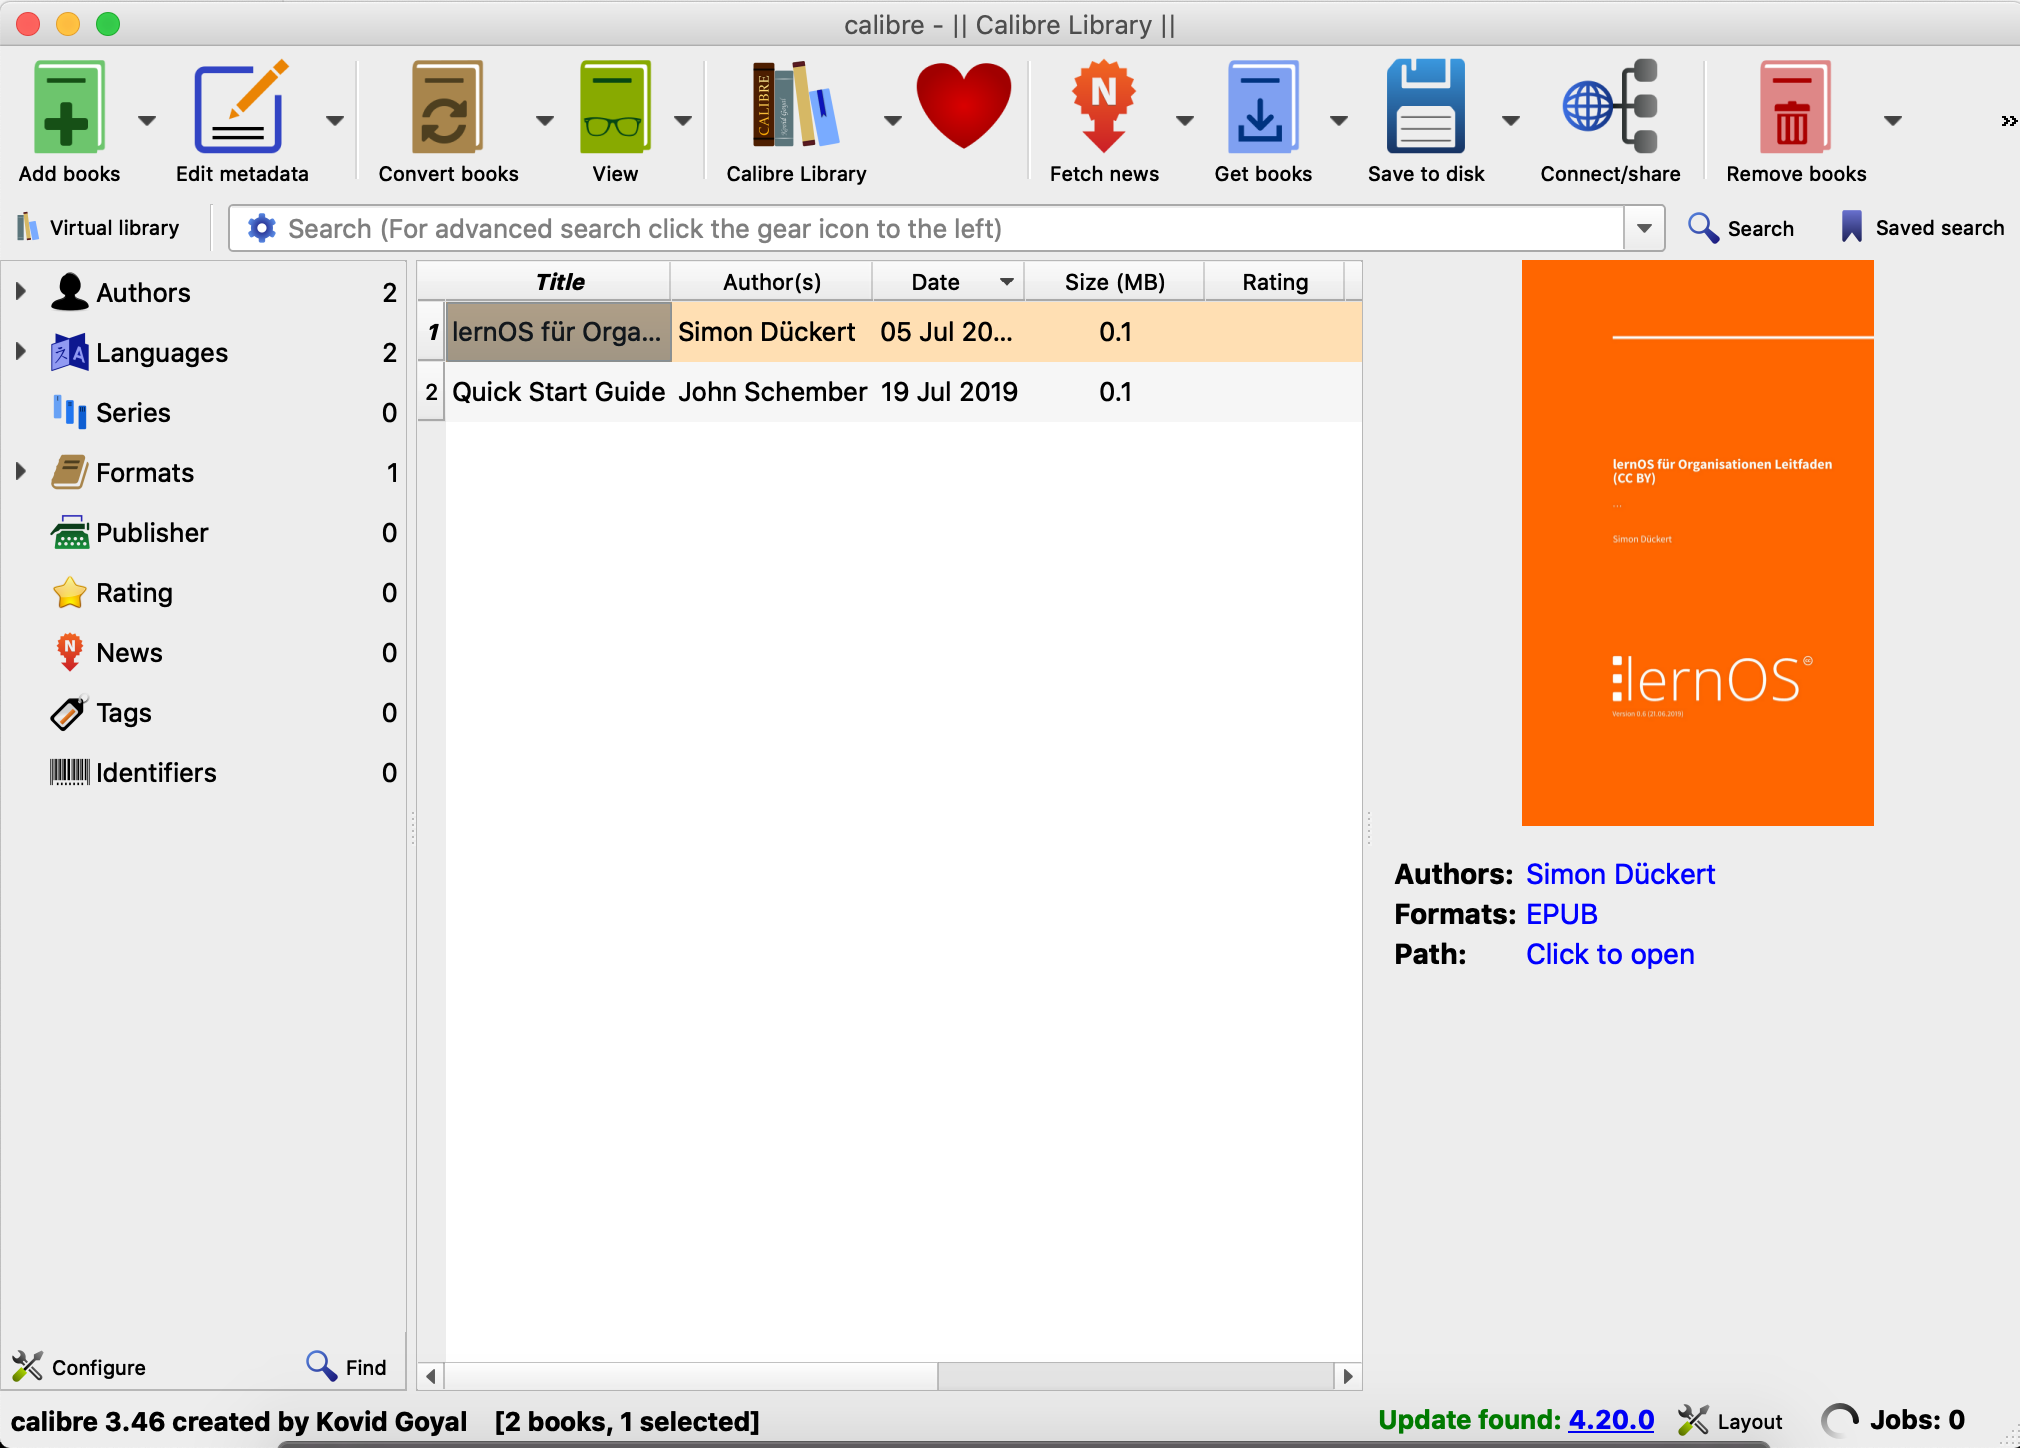 calibre - || Calibre Library ||
Add books
Edit metadata
Convert books
View
CALIBRE
Kovid Goyal
Calibre Library
N
Fetch news
Get books
Save to disk
Connect/share
Remove books
»
Virtual library
Search (For advanced search click the gear icon to the left)
Search
Saved search
Authors 2
Languages 2
Series 0
Formats 1
Publisher 0
Rating 0
News 0
Tags 0
Identifiers 0
Configure
Find
Title Author(s) Date Size (MB) Rating
1 lernOS für Orga... Simon Dückert 05 Jul 20... 0.1
2 Quick Start Guide John Schember 19 Jul 2019 0.1
lernOS für Organisationen Leitfaden
(CC BY)
...
Simon Dückert
lernOS
Version 0.6 (21.06.2019)
Authors: Simon Dückert
Formats: EPUB
Path: Click to open
calibre 3.46 created by Kovid Goyal [2 books, 1 selected]
Update found: 4.20.0
Layout
Jobs: 0